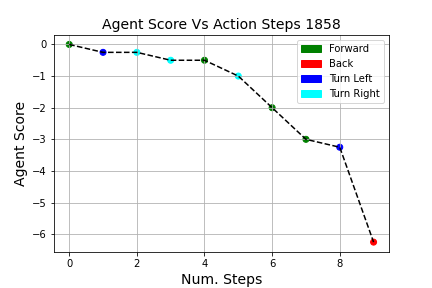 Agent Score Vs Action Steps 1858
Agent Score
0
−1
−2
−3
−4
−5
−6
Forward
Back
Turn Left
Turn Right
0 2 4 6 8
Num. Steps